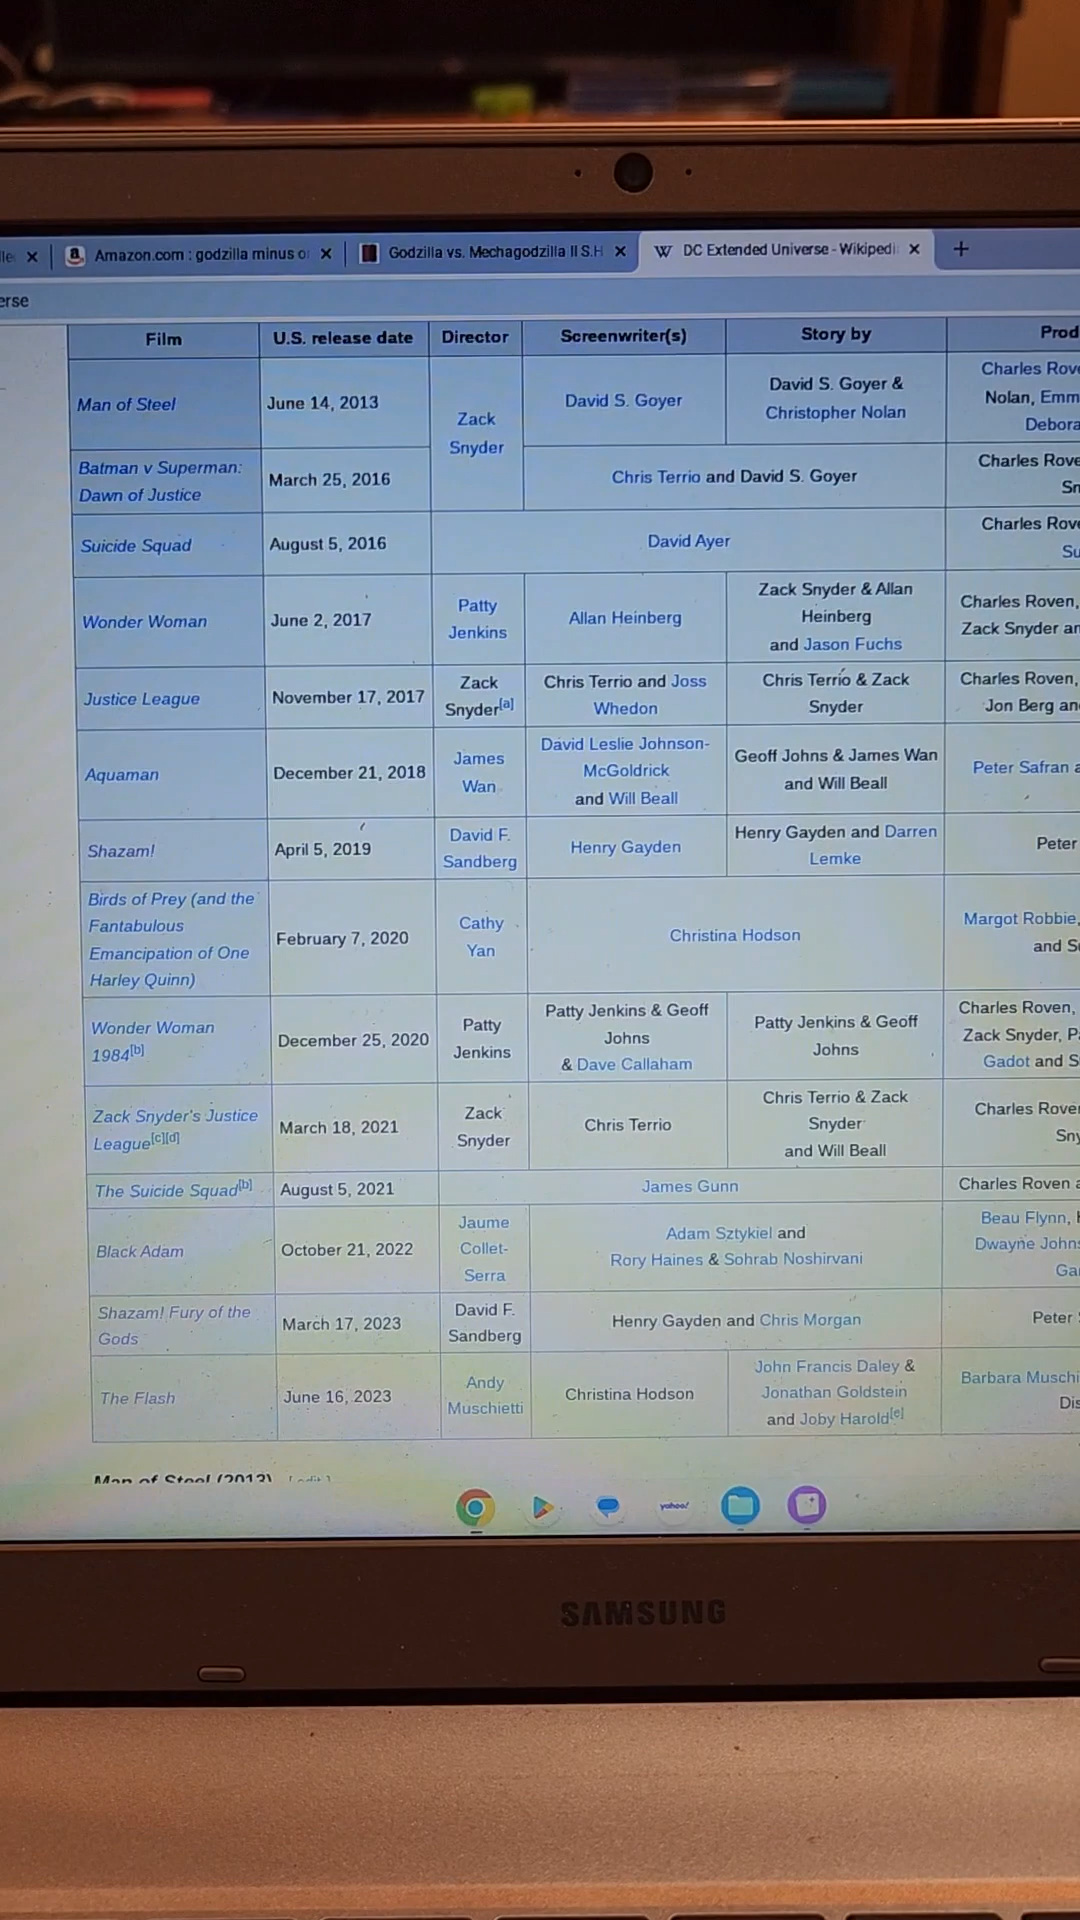 Amazon.com : godzilla minus o
Godzilla vs. Mechagodzilla II S.H
W DC Extended Universe - Wikipedi
erse
Film U.S. release date Director Screenwriter(s) Story by Prod
Man of Steel June 14, 2013 Zack Snyder David S. Goyer David S. Goyer & Christopher Nolan Charles Rov Nolan, Emm Debora
Batman v Superman: Dawn of Justice March 25, 2016 Chris Terrio and David S. Goyer Charles Rove Sn
Suicide Squad August 5, 2016 David Ayer Charles Rov Su
Wonder Woman June 2, 2017 Patty Jenkins Allan Heinberg Zack Snyder & Allan Heinberg and Jason Fuchs Charles Roven, Zack Snyder an
Justice League November 17, 2017 Zack Snyder[a] Chris Terrio and Joss Whedon Chris Terrio & Zack Snyder Charles Roven, Jon Berg an
Aquaman December 21, 2018 James Wan David Leslie Johnson-McGoldrick and Will Beall Geoff Johns & James Wan and Will Beall Peter Safran a
Shazam! April 5, 2019 David F. Sandberg Henry Gayden Henry Gayden and Darren Lemke Peter
Birds of Prey (and the Fantabulous Emancipation of One Harley Quinn) February 7, 2020 Cathy Yan Christina Hodson Margot Robbie, and S
Wonder Woman 1984[b] December 25, 2020 Patty Jenkins Patty Jenkins & Geoff Johns & Dave Callaham Patty Jenkins & Geoff Johns Charles Roven, Zack Snyder, P Gadot and S
Zack Snyder's Justice League[c][d] March 18, 2021 Zack Snyder Chris Terrio Chris Terrio & Zack Snyder and Will Beall Charles Rove Sny
The Suicide Squad[b] August 5, 2021 James Gunn Charles Roven a
Black Adam October 21, 2022 Jaume Collet-Serra Adam Sztykiel and Rory Haines & Sohrab Noshirvani Beau Flynn, H Dwayne Johns Ga
Shazam! Fury of the Gods March 17, 2023 David F. Sandberg Henry Gayden and Chris Morgan Peter
The Flash June 16, 2023 Andy Muschietti Christina Hodson John Francis Daley & Jonathan Goldstein and Joby Harold[e] Barbara Muschi Dis
Man of Steel (2013) [edit]
yahoo!
SAMSUNG